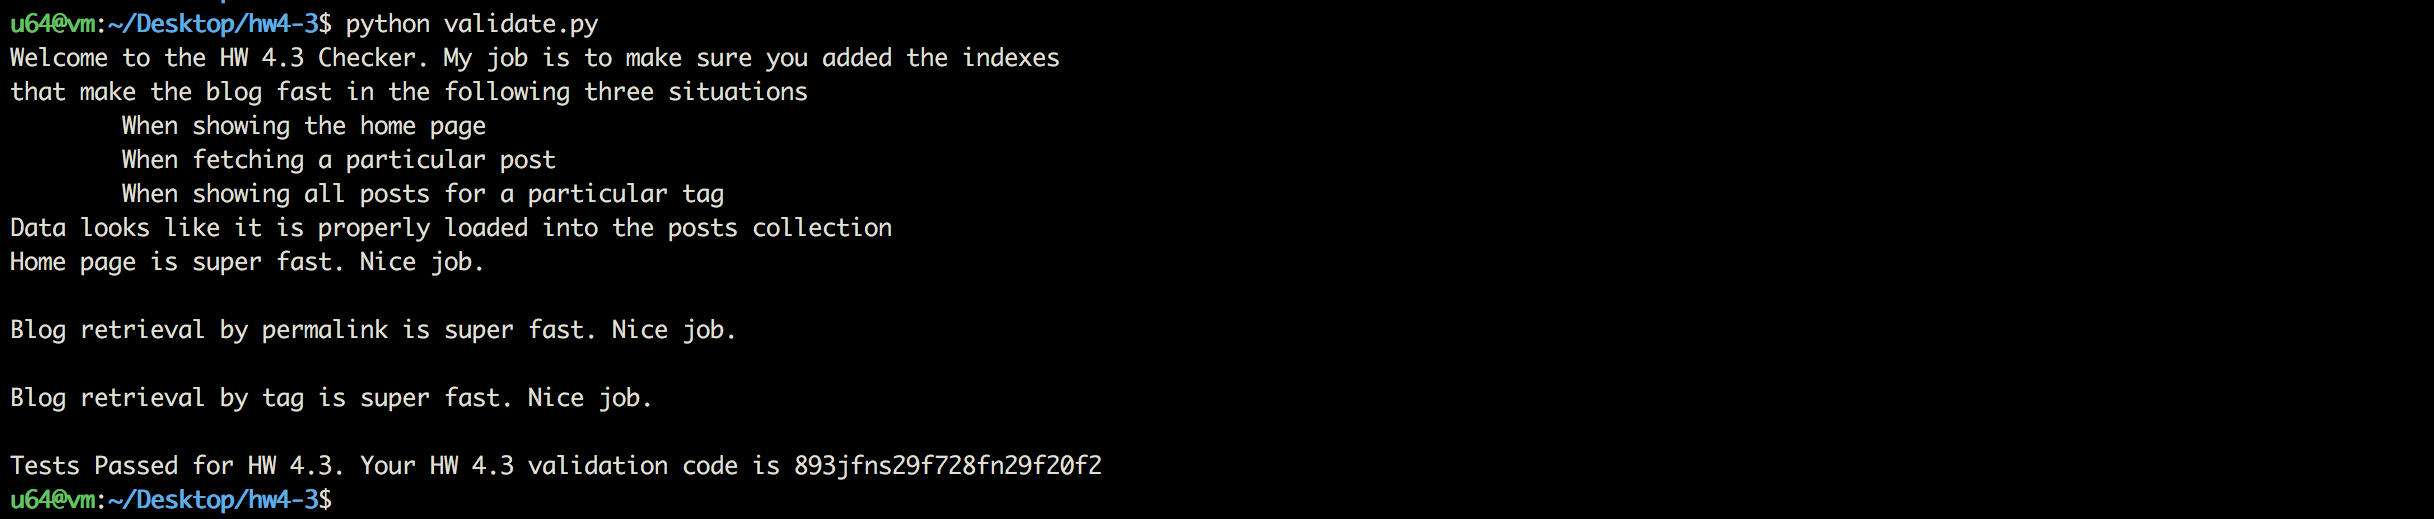 u64@vm:~/Desktop/hw4-3$ python validate.py
Welcome to the HW 4.3 Checker. My job is to make sure you added the indexes
that make the blog fast in the following three situations
When showing the home page
When fetching a particular post
When showing all posts for a particular tag
Data looks like it is properly loaded into the posts collection
Home page is super fast. Nice job.
Blog retrieval by permalink is super fast. Nice job.
Blog retrieval by tag is super fast. Nice job.
Tests Passed for HW 4.3. Your HW 4.3 validation code is 893jfns29f728fn29f20f2
u64@vm:~/Desktop/hw4-3$